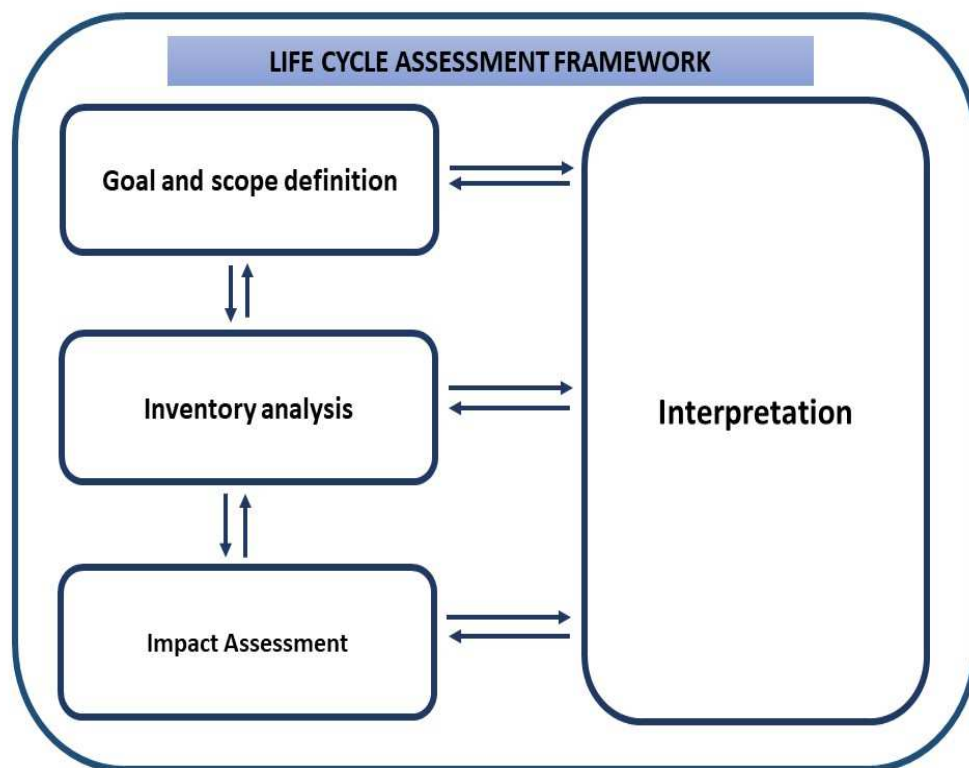 LIFE CYCLE ASSESSMENT FRAMEWORK
Goal and scope definition
Inventory analysis
Interpretation
Impact Assessment